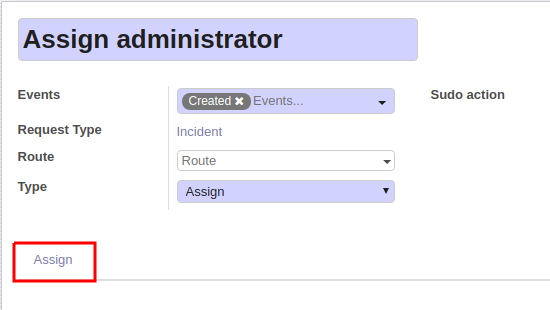 Assign administrator
Events
Created ✖ Events...
Sudo action
Request Type
Incident
Route
Route
Type
Assign
Assign